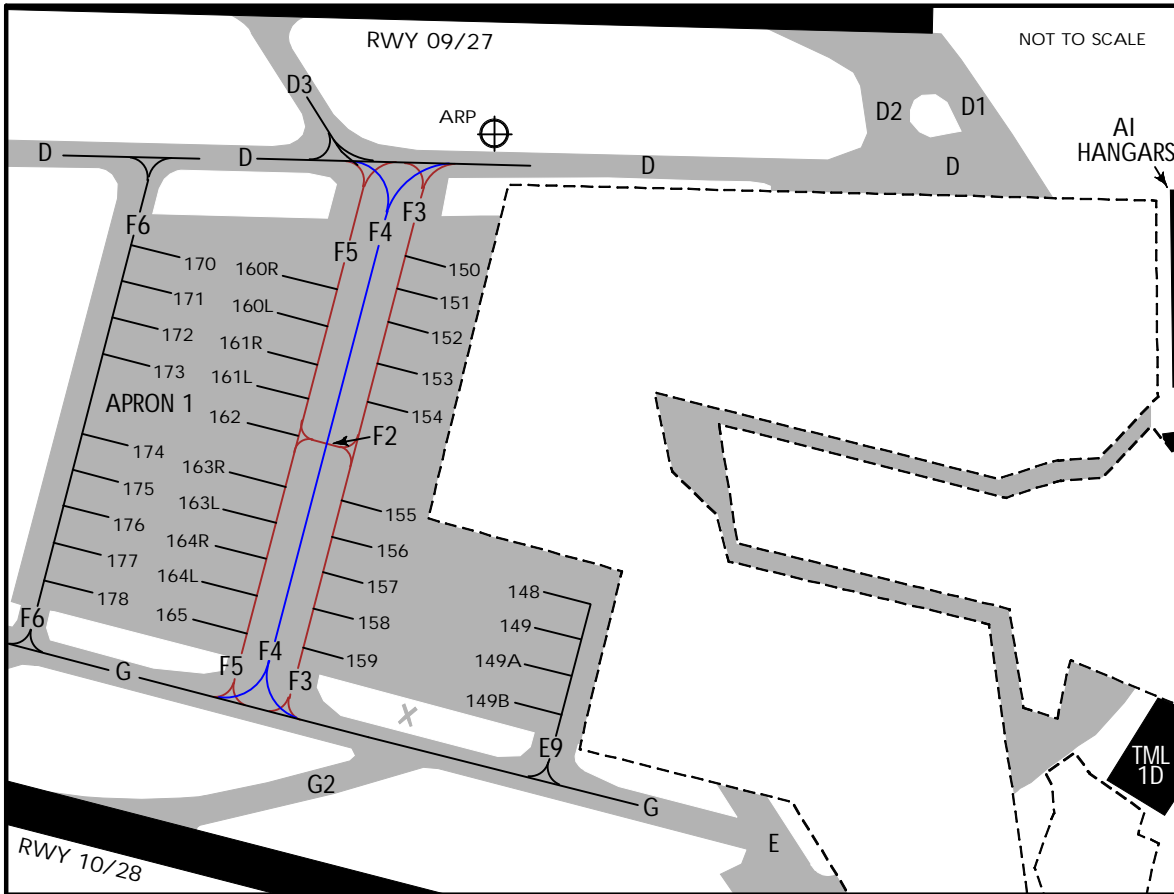 RWY 09/27
NOT TO SCALE
D3
ARP
D2
D1
AI
HANGARS
D
D
D
D
F6
F5
F4
F3
170
160R
150
171
160L
151
172
161R
152
173
161L
153
APRON 1
162
154
F2
174
163R
175
163L
155
176
164R
156
177
164L
157
178
165
158
148
159
149
149A
149B
F6
F5
F4
F3
G
X
E9
G2
G
E
TML
1D
RWY 10/28